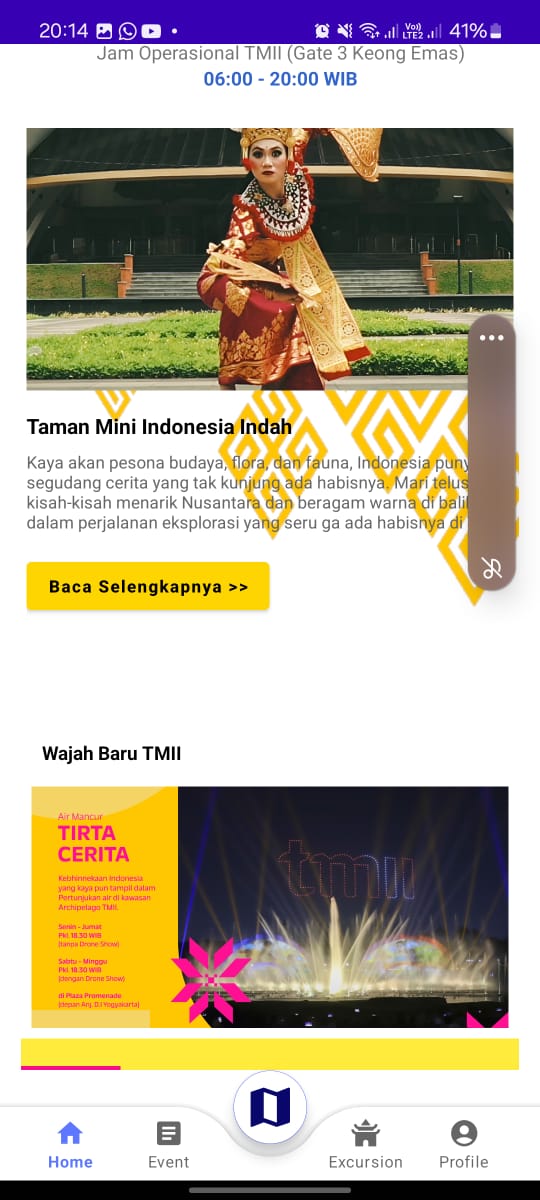 20:14
Vo))
LTE2
41%
Jam Operasional TMII (Gate 3 Keong Emas)
06:00 - 20:00 WIB
Taman Mini Indonesia Indah
Kaya akan pesona budaya, flora, dan fauna, Indonesia puny
segudang cerita yang tak kunjung ada habisnya. Mari telus
kisah-kisah menarik Nusantara dan beragam warna di bali
dalam perjalanan eksplorasi yang seru ga ada habisnya di
Baca Selengkapnya >>
Wajah Baru TMII
Air Mancur
TIRTA
CERITA
Kebhinnekaan Indonesia
yang kaya pun tampil dalam
Pertunjukan air di kawasan
Archipelago TMII.
Senin - Jumat
Pkl. 18.30 WIB
(tanpa Drone Show)
Sabtu - Minggu
Pkl. 18.30 WIB
(dengan Drone Show)
di Plaza Promenade
(depan Anj. D.I Yogyakarta)
tmii
Home
Event
Excursion
Profile